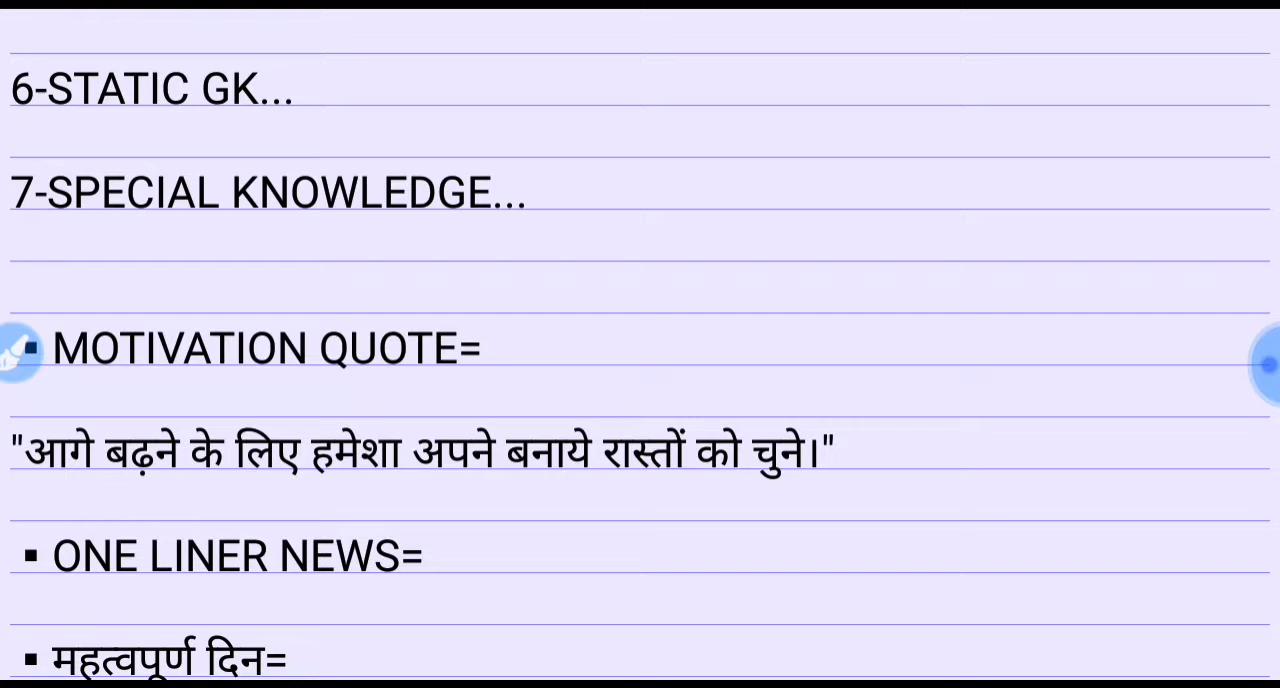 6-STATIC GK...
7-SPECIAL KNOWLEDGE...
▪ MOTIVATION QUOTE=
"आगे बढ़ने के लिए हमेशा अपने बनाये रास्तों को चुने।"
▪ ONE LINER NEWS=
▪ महत्वपूर्ण दिन=